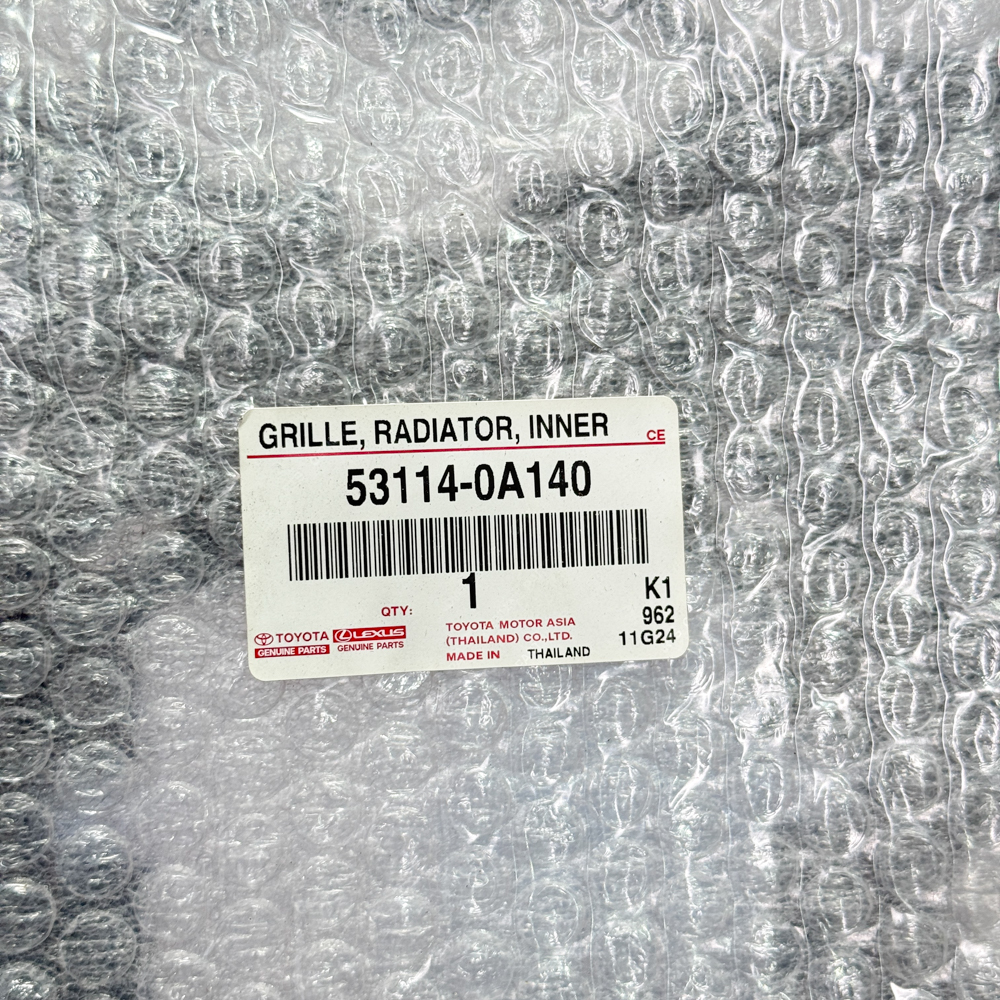 GRILLE, RADIATOR, INNER CE
53114-0A140
QTY: 1
K1
962
11G24
TOYOTA
GENUINE PARTS
LEXUS
GENUINE PARTS
TOYOTA MOTOR ASIA
(THAILAND) CO.,LTD.
MADE IN THAILAND